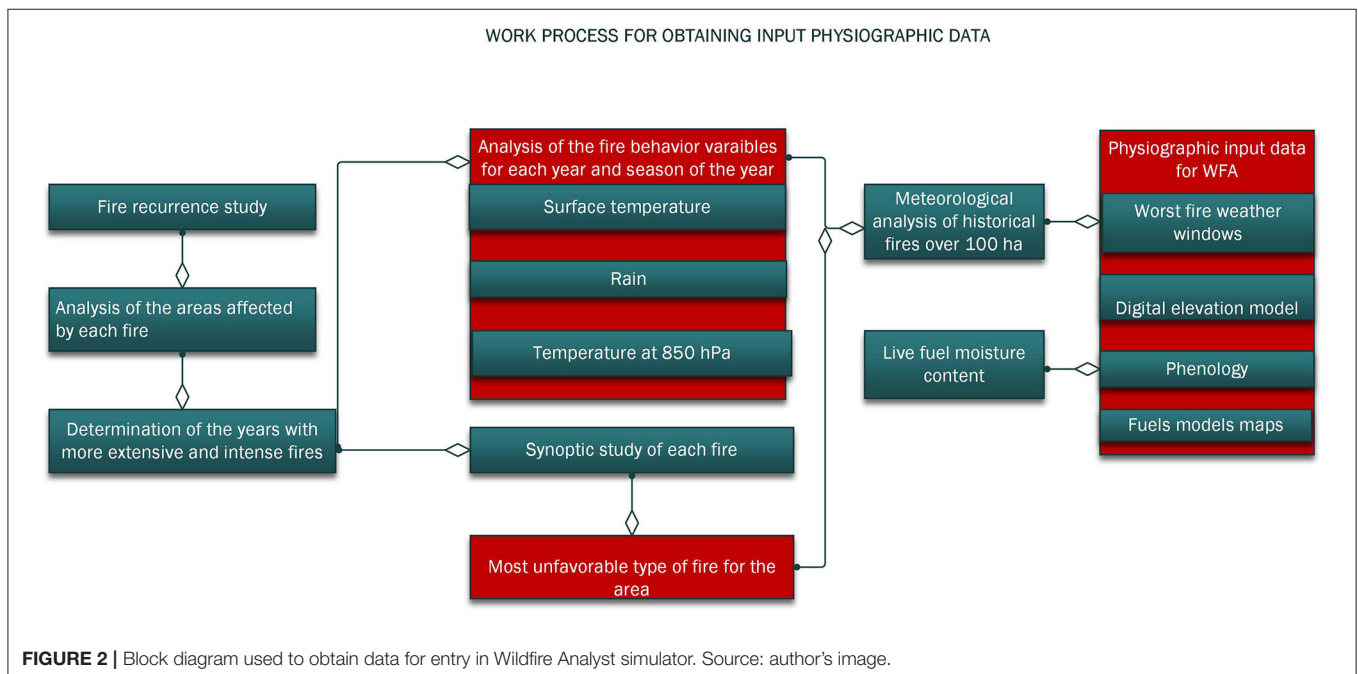 WORK PROCESS FOR OBTAINING INPUT PHYSIOGRAPHIC DATA
Fire recurrence study
Analysis of the areas affected
by each fire
Determination of the years with
more extensive and intense fires
Analysis of the fire behavior varaibles
for each year and season of the year
Surface temperature
Rain
Temperature at 850 hPa
Synoptic study of each fire
Most unfavorable type of fire for the
area
Meteorological
analysis of historical
fires over 100 ha
Live fuel moisture
content
Physiographic input data
for WFA
Worst fire weather
windows
Digital elevation model
Phenology
Fuels models maps
FIGURE 2 | Block diagram used to obtain data for entry in Wildfire Analyst simulator. Source: author's image.